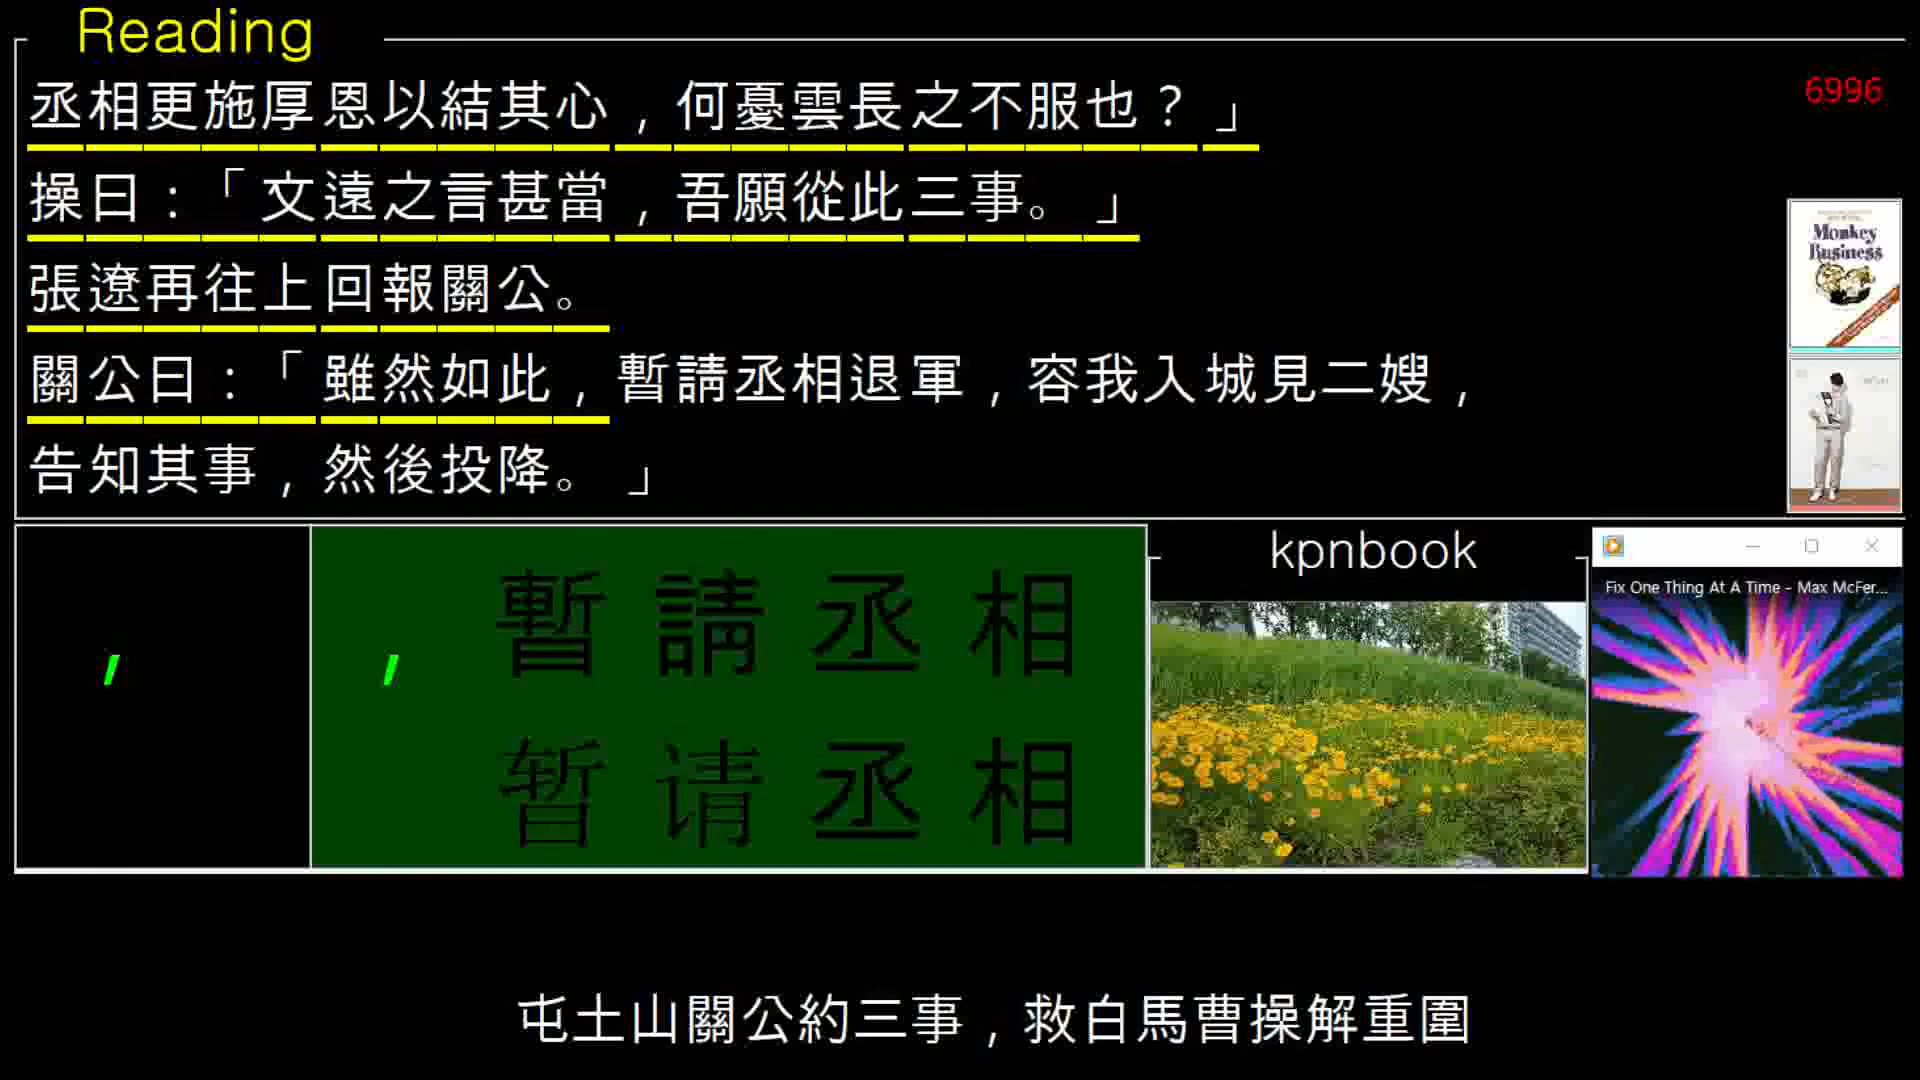 Reading
丞相更施厚恩以結其心，何憂雲長之不服也？」
6996
操曰：「文遠之言甚當，吾願從此三事。」
張遼再往上回報關公。
關公曰：「雖然如此，暫請丞相退軍，容我入城見二嫂，
告知其事，然後投降。」
Monkey
Business
，
，暫請丞相
暂请丞相
kpnbook
Fix One Thing At A Time - Max McFer...
屯土山關公約三事，救白馬曹操解重圍